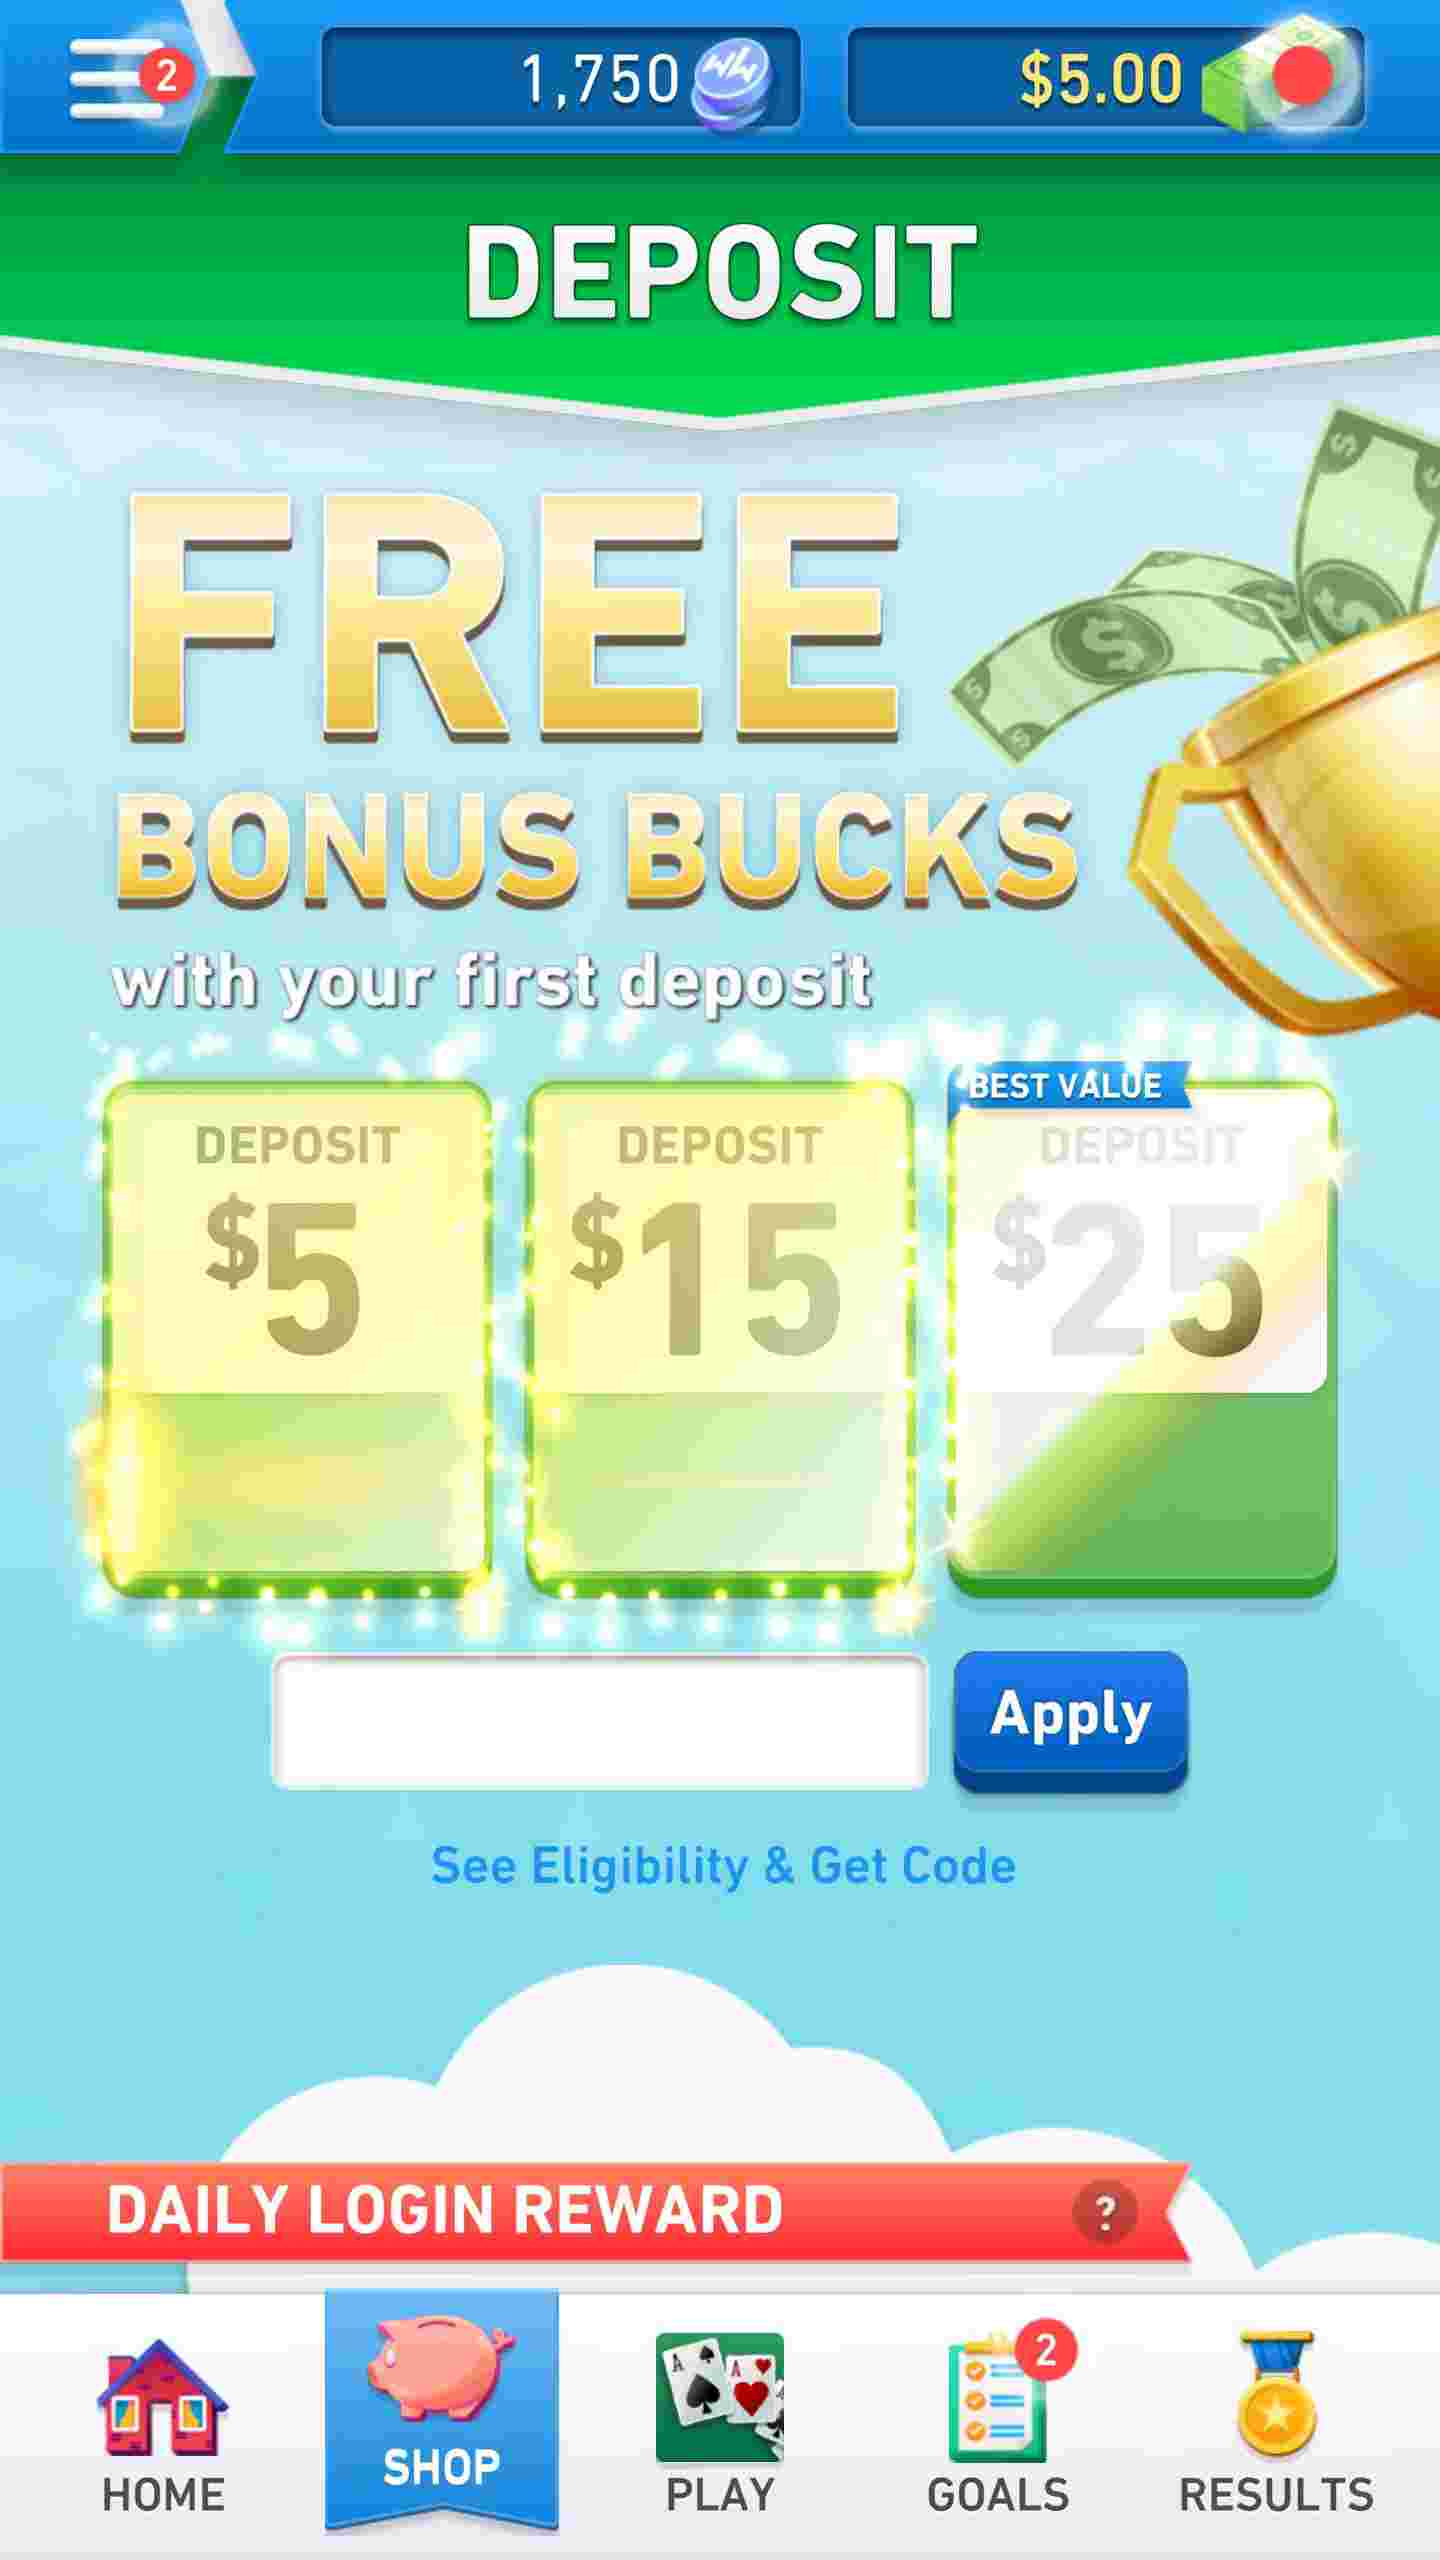 2
1,750
$5.00
DEPOSIT
FREE
BONUS BUCKS
with your first deposit
BEST VALUE
DEPOSIT
$5
DEPOSIT
$15
DEPOSIT
$25
Apply
See Eligibility & Get Code
DAILY LOGIN REWARD
?
2
HOME
SHOP
PLAY
GOALS
RESULTS